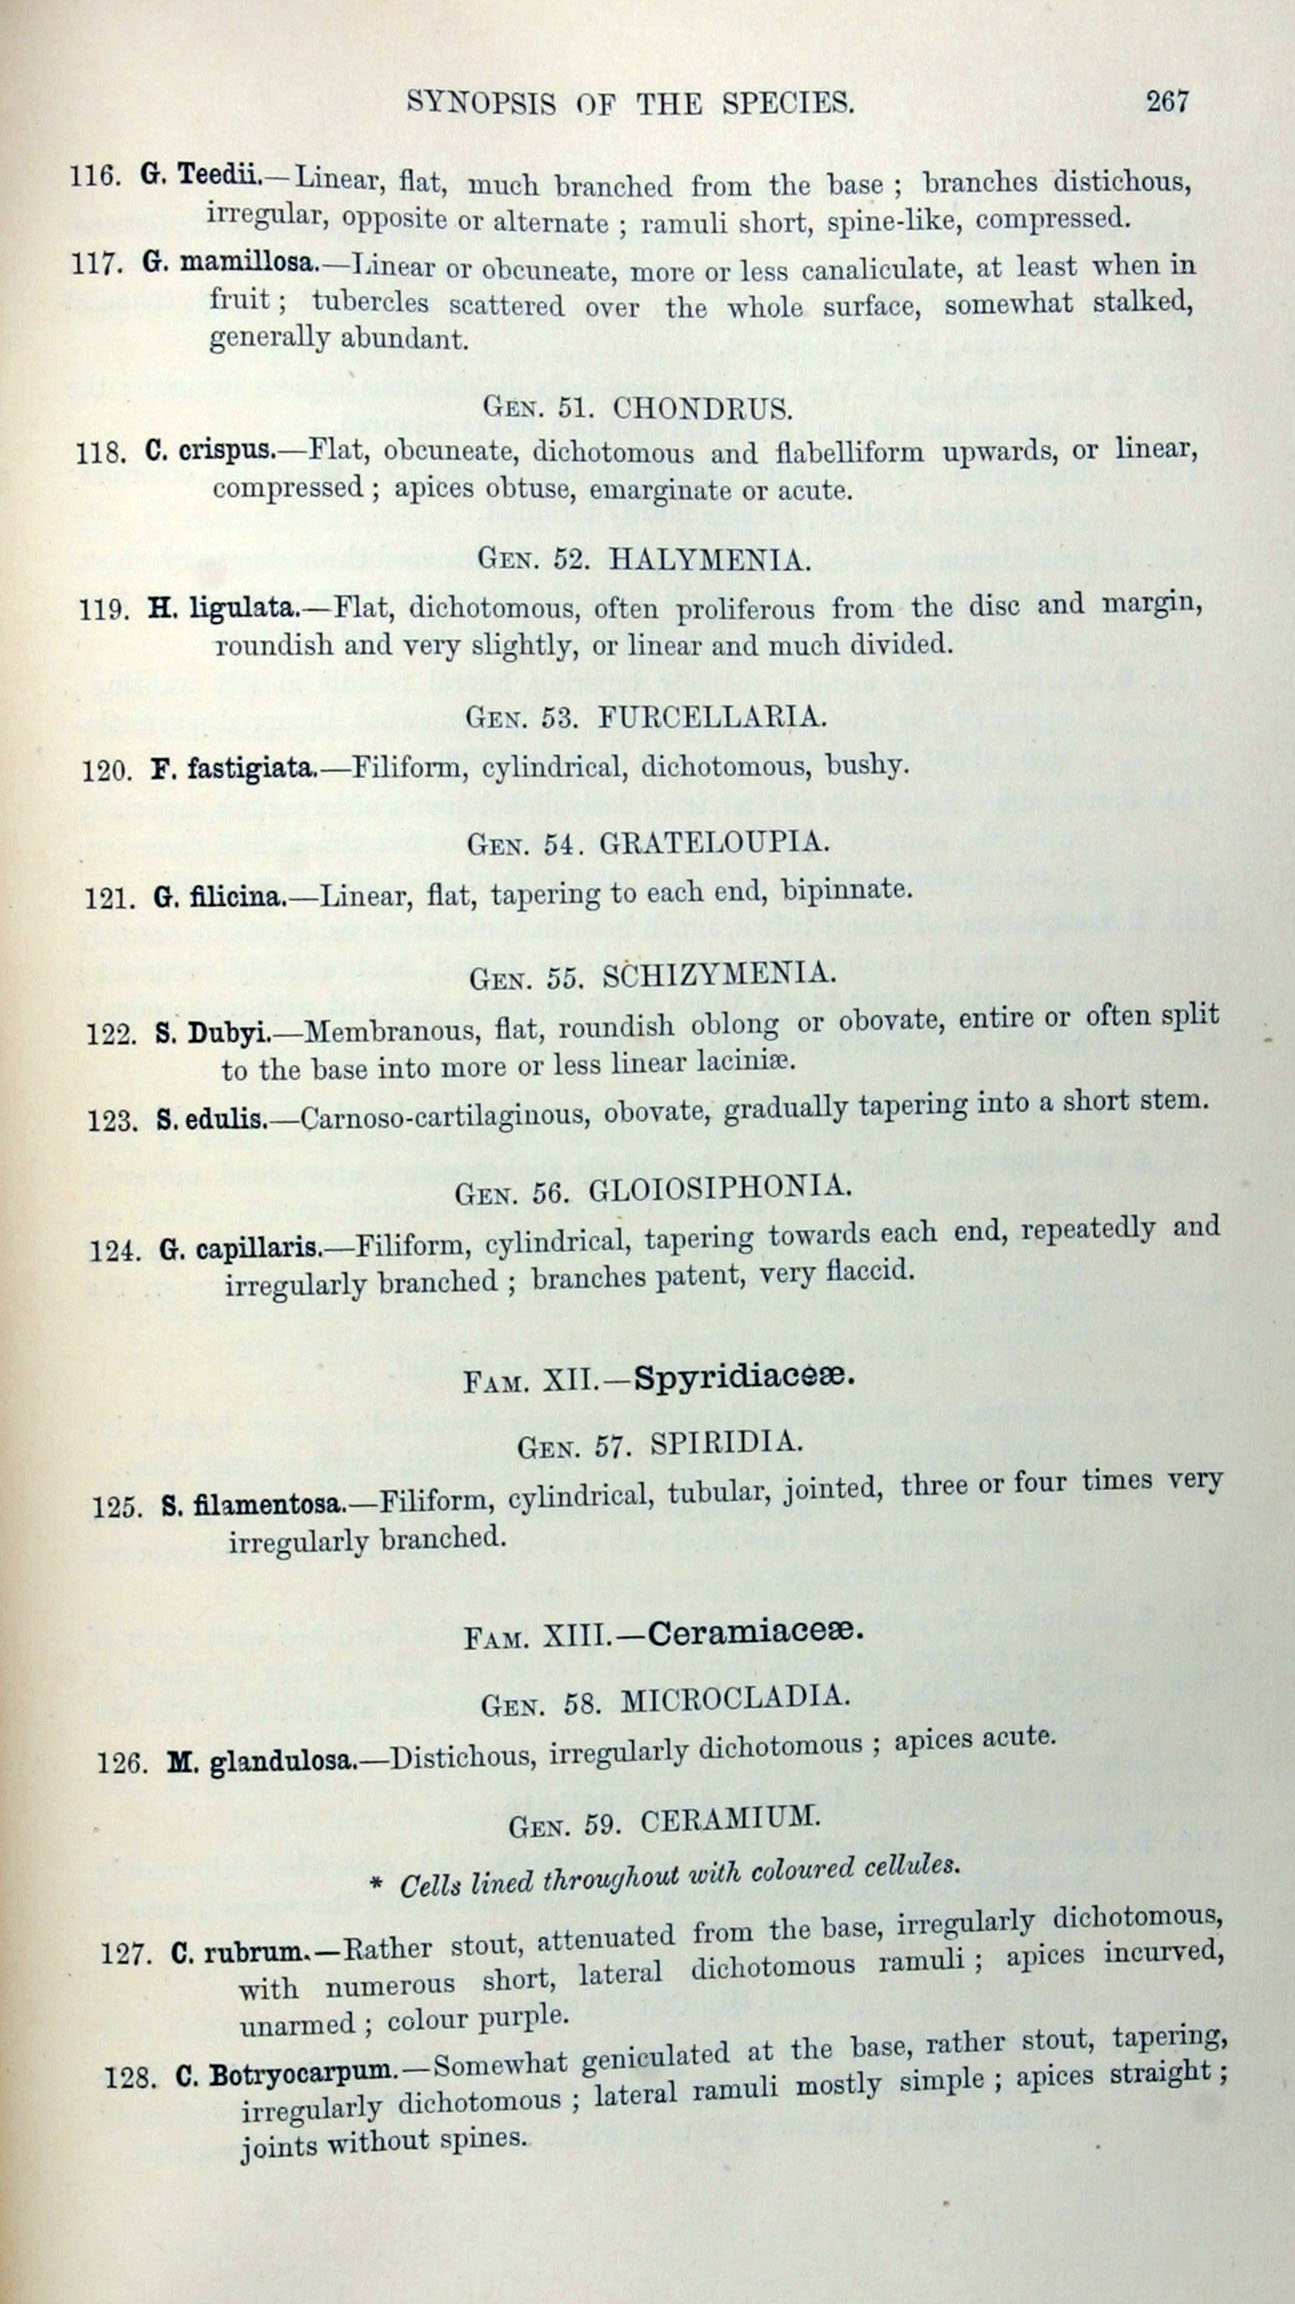 SYNOPSIS OF THE SPECIES. 267
116. G. Teedii.—Linear, flat, much branched from the base ; branches distichous,
irregular, opposite or alternate ; ramuli short, spine-like, compressed.
117. G. mamillosa.—Linear or obcuneate, more or less canaliculate, at least when in
fruit ; tubercles scattered over the whole surface, somewhat stalked,
generally abundant.
GEN. 51. CHONDRUS.
118. C. crispus.—Flat, obcuneate, dichotomous and flabelliform upwards, or linear,
compressed ; apices obtuse, emarginate or acute.
GEN. 52. HALYMENIA.
119. H. ligulata.—Flat, dichotomous, often proliferous from the disc and margin,
roundish and very slightly, or linear and much divided.
GEN. 53. FURCELLARIA.
120. F. fastigiata.—Filiform, cylindrical, dichotomous, bushy.
GEN. 54. GRATELOUPIA.
121. G. filicina.—Linear, flat, tapering to each end, bipinnate.
GEN. 55. SCHIZYMENIA.
122. S. Dubyi.—Membranous, flat, roundish oblong or obovate, entire or often split
to the base into more or less linear laciniæ.
123. S. edulis.—Carnoso-cartilaginous, obovate, gradually tapering into a short stem.
GEN. 56. GLOIOSIPHONIA.
124. G. capillaris.—Filiform, cylindrical, tapering towards each end, repeatedly and
irregularly branched ; branches patent, very flaccid.
FAM. XII.—Spyridiaceæ.
GEN. 57. SPIRIDIA.
125. S. filamentosa.—Filiform, cylindrical, tubular, jointed, three or four times very
irregularly branched.
FAM. XIII.—Ceramiaceæ.
GEN. 58. MICROCLADIA.
126. M. glandulosa.—Distichous, irregularly dichotomous ; apices acute.
GEN. 59. CERAMIUM.
* Cells lined throughout with coloured cellules.
127. C. rubrum.—Rather stout, attenuated from the base, irregularly dichotomous,
with numerous short, lateral dichotomous ramuli ; apices incurved,
unarmed ; colour purple.
128. C. Botryocarpum.—Somewhat geniculated at the base, rather stout, tapering,
irregularly dichotomous ; lateral ramuli mostly simple ; apices straight ;
joints without spines.